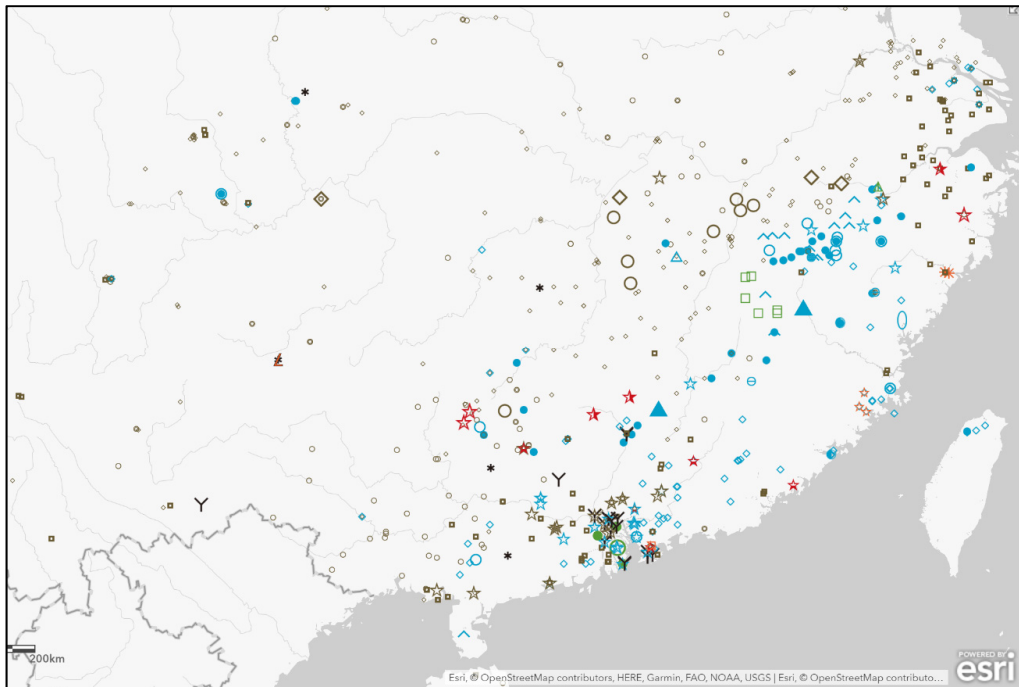 200km
Esri, © OpenStreetMap contributors, HERE, Garmin, FAO, NOAA, USGS | Esri, © OpenStreetMap contributo...
POWERED BY
esri